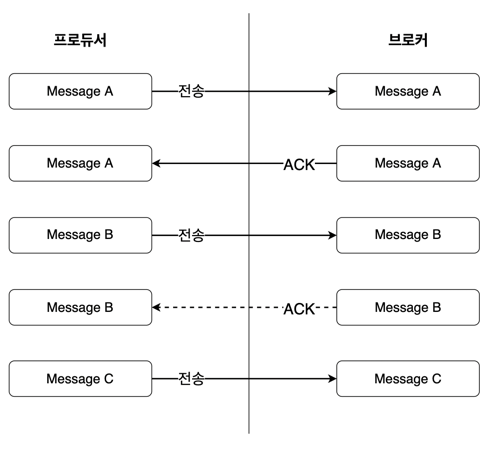 프로듀서 브로커
Message A 전송 Message A
Message A ACK Message A
Message B 전송 Message B
Message B ACK Message B
Message C 전송 Message C